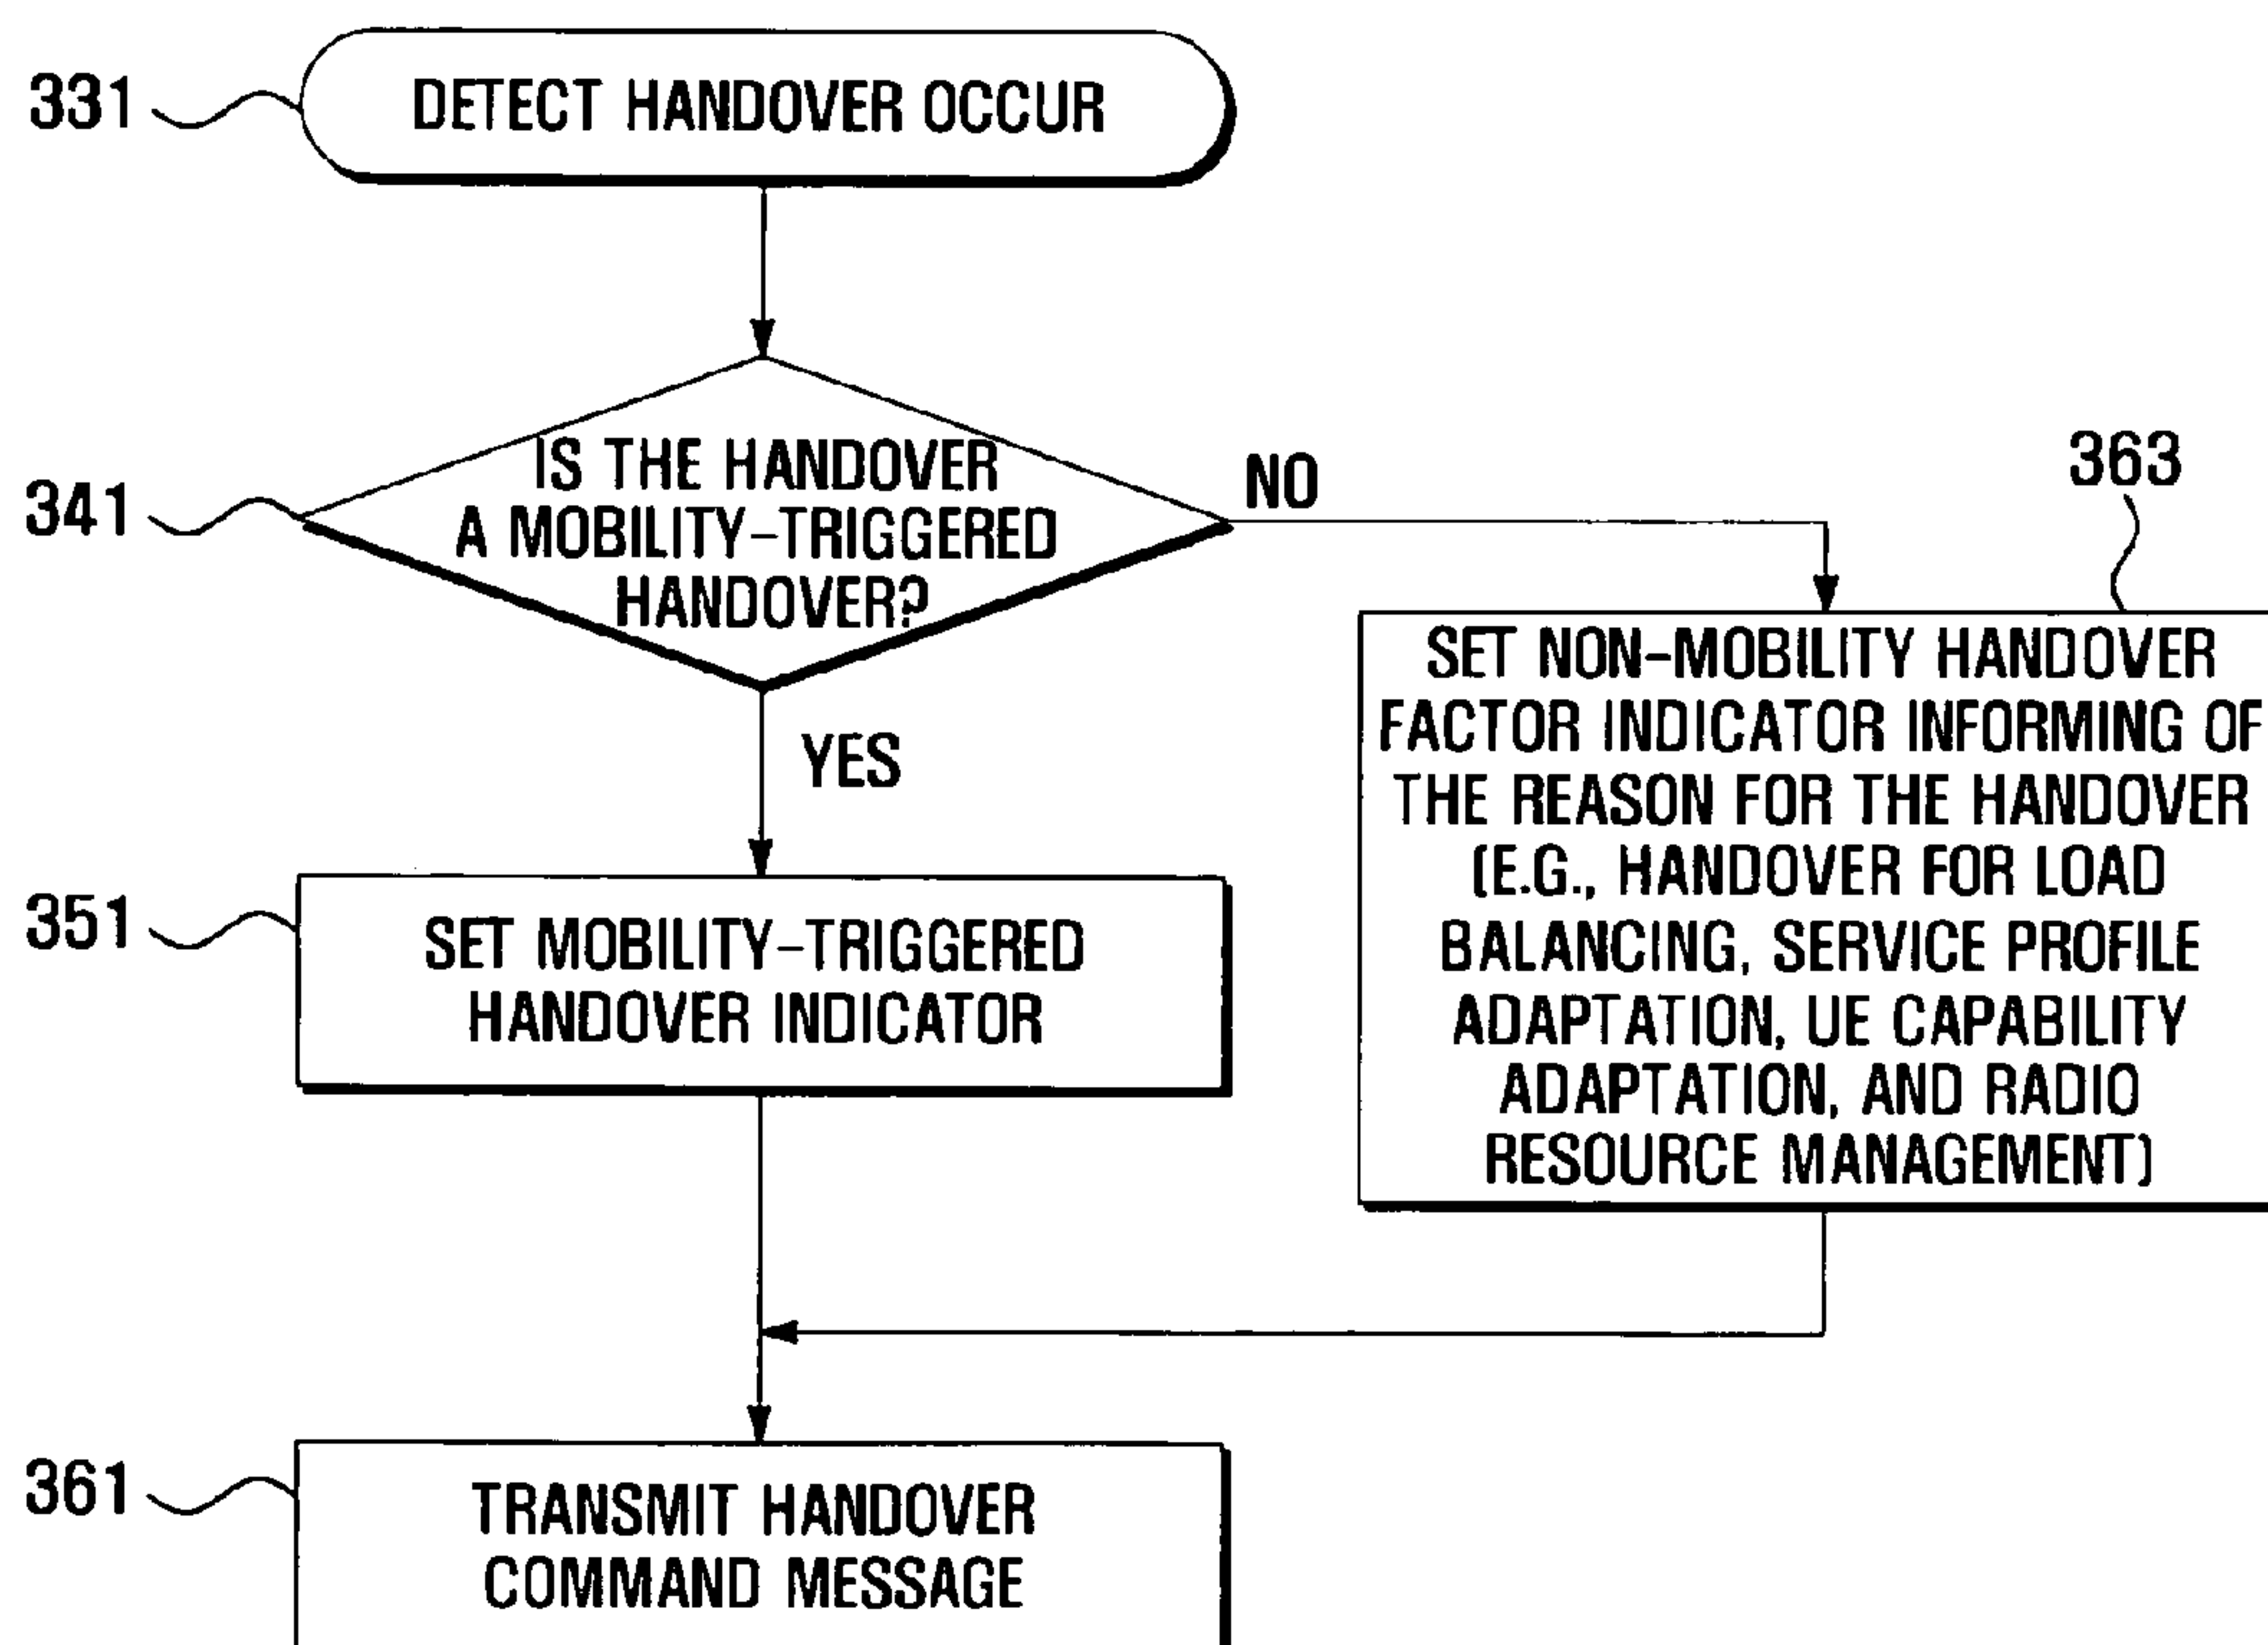 331
DETECT HANDOVER OCCUR
341
IS THE HANDOVER
A MOBILITY-TRIGGERED
HANDOVER?
NO
YES
363
SET NON-MOBILITY HANDOVER
FACTOR INDICATOR INFORMING OF
THE REASON FOR THE HANDOVER
(E.G., HANDOVER FOR LOAD
BALANCING, SERVICE PROFILE
ADAPTATION, UE CAPABILITY
ADAPTATION, AND RADIO
RESOURCE MANAGEMENT)
351
SET MOBILITY-TRIGGERED
HANDOVER INDICATOR
361
TRANSMIT HANDOVER
COMMAND MESSAGE